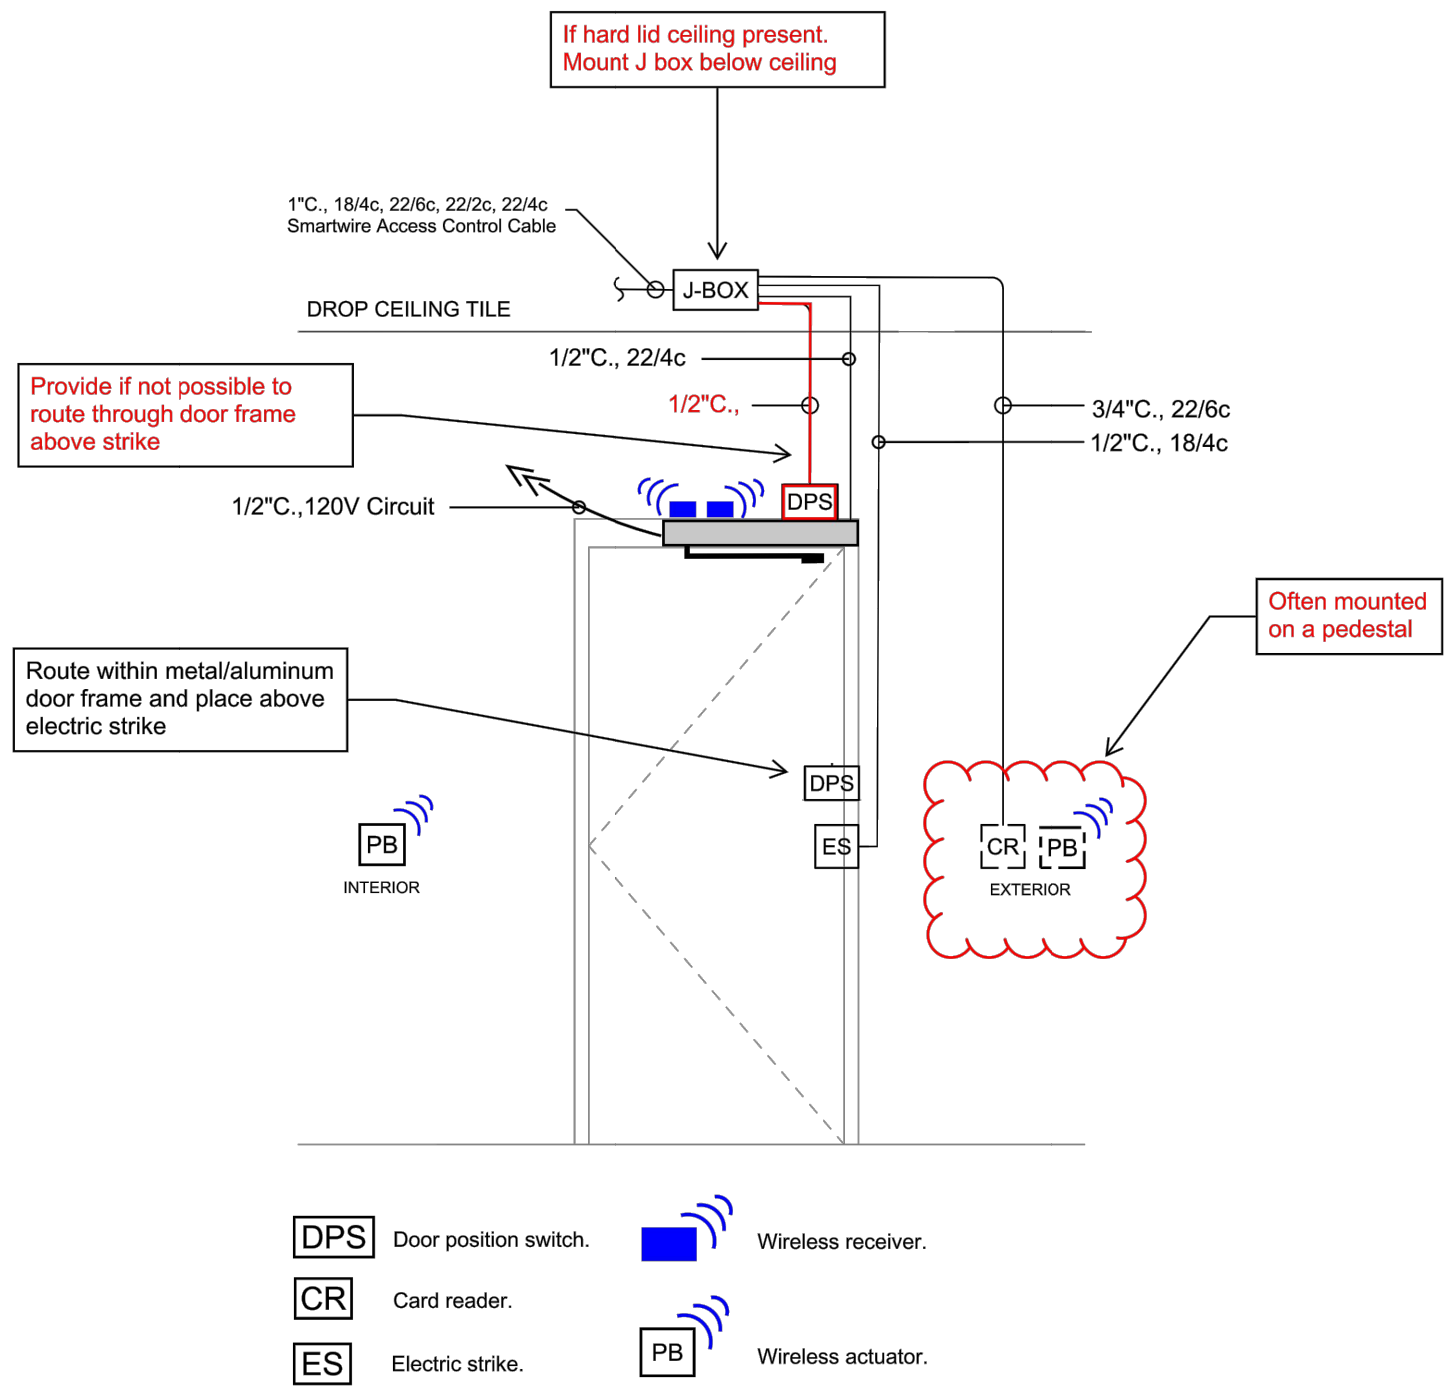 If hard lid ceiling present.
Mount J box below ceiling
1"C., 18/4c, 22/6c, 22/2c, 22/4c
Smartwire Access Control Cable
J-BOX
DROP CEILING TILE
1/2"C., 22/4c
Provide if not possible to
route through door frame
above strike
1/2"C.,
3/4"C., 22/6c
1/2"C., 18/4c
1/2"C.,120V Circuit
DPS
Often mounted
on a pedestal
Route within metal/aluminum
door frame and place above
electric strike
DPS
PB
INTERIOR
ES
CR
PB
EXTERIOR
DPS
Door position switch.
Wireless receiver.
CR
Card reader.
ES
Electric strike.
PB
Wireless actuator.